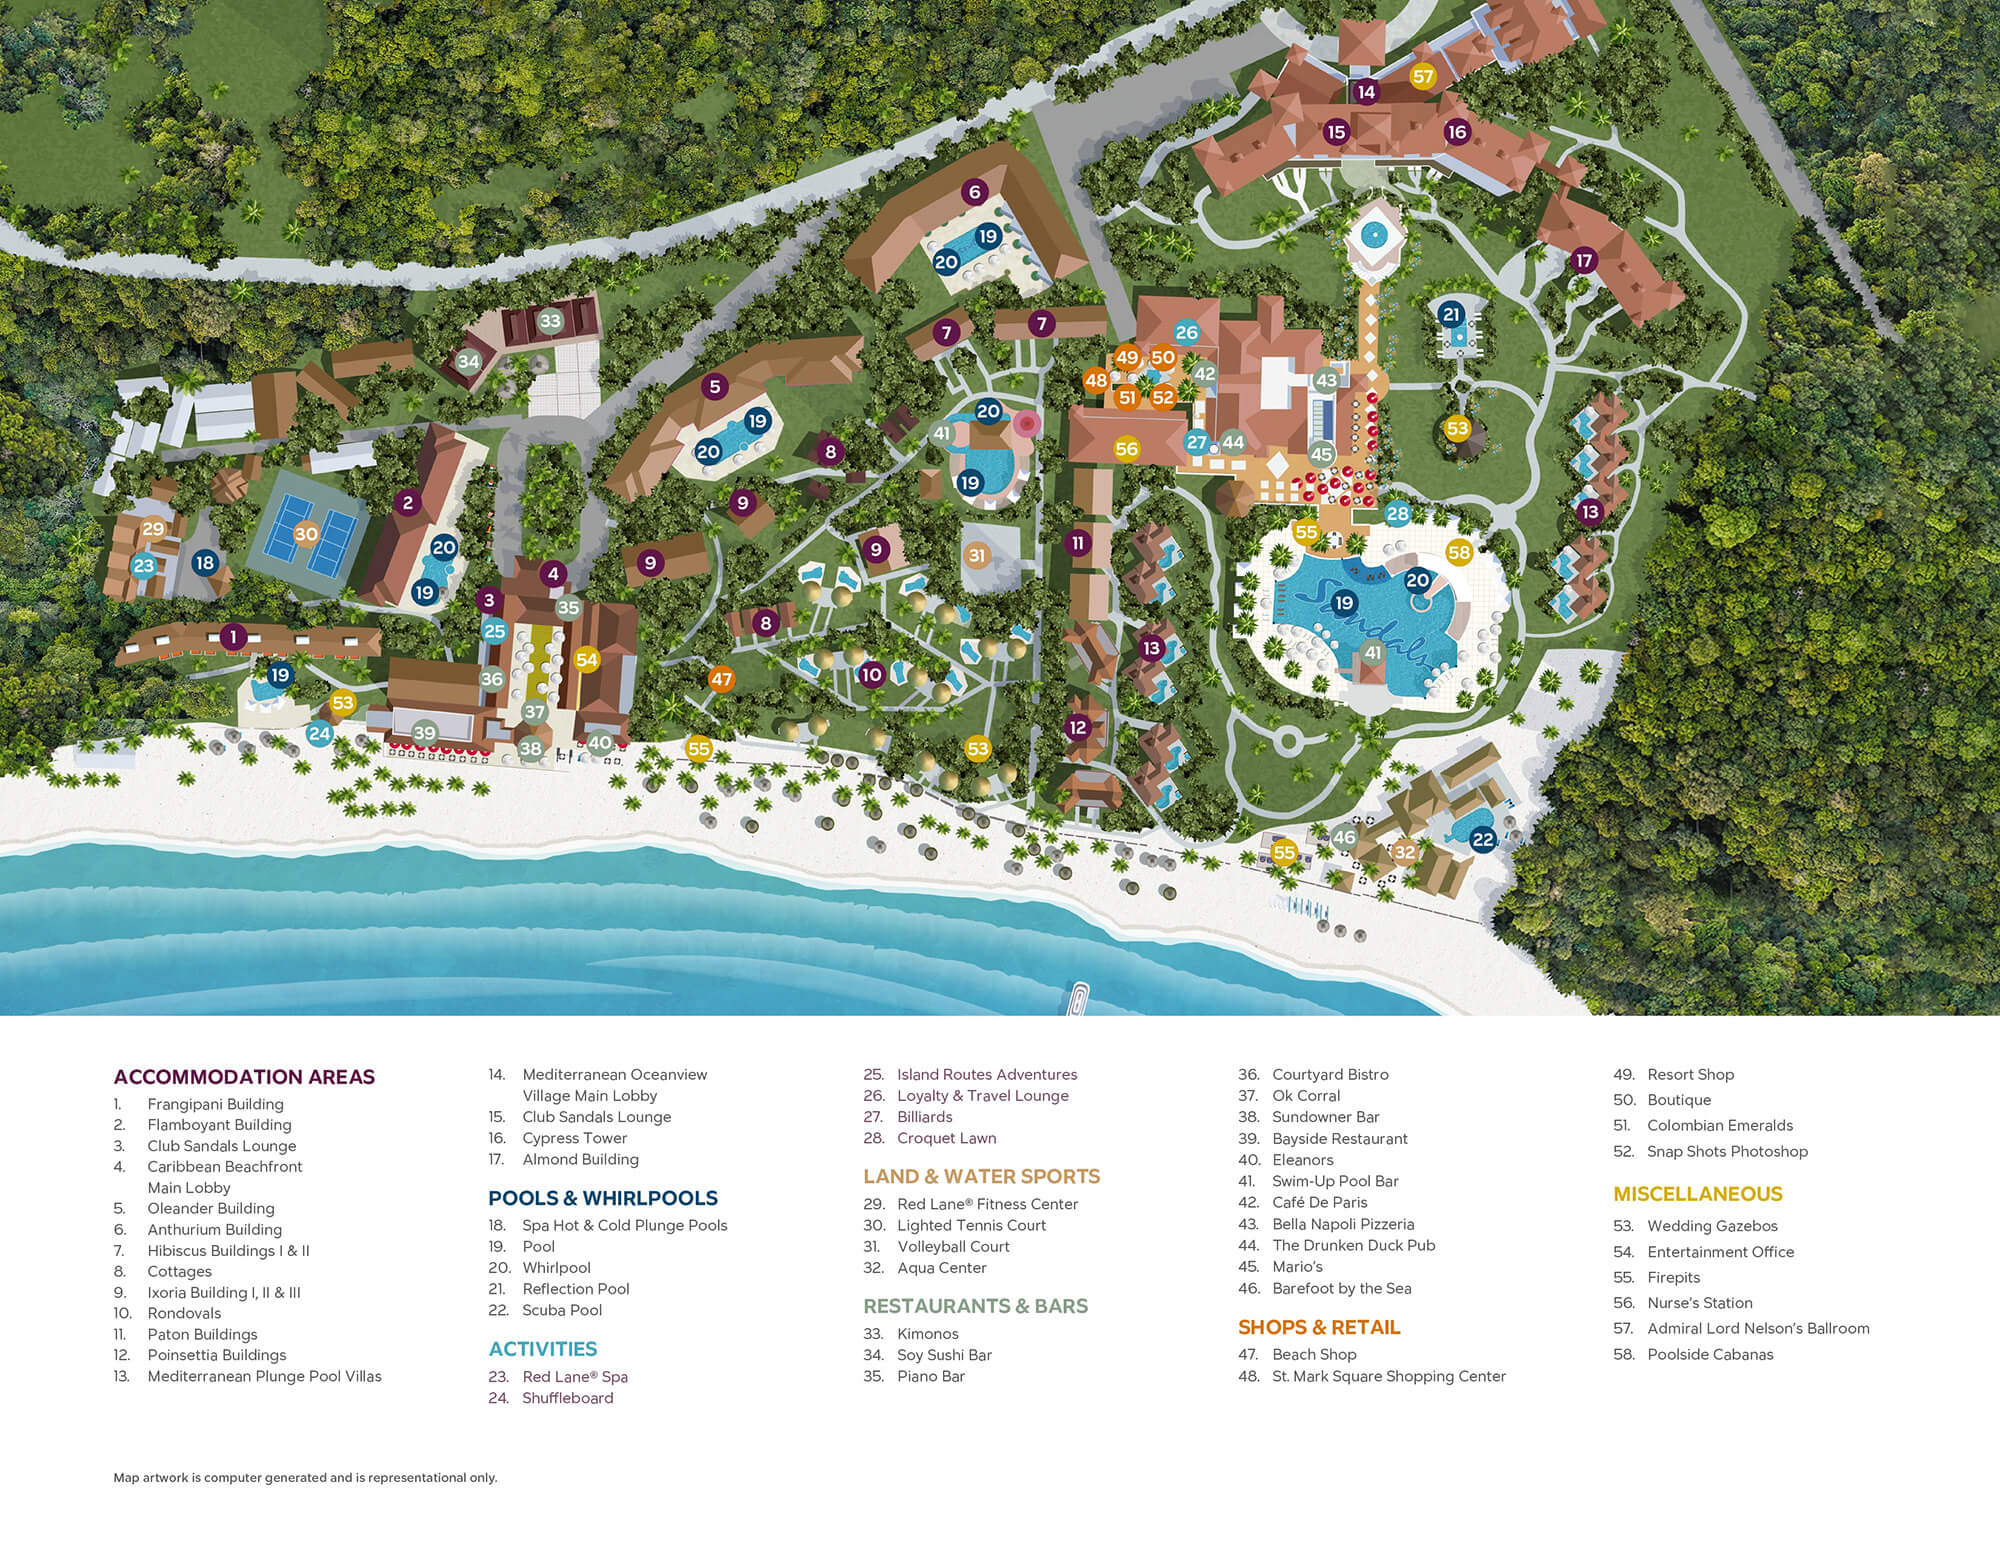 57
14
15
16
6
19
20
17
21
33
34
7
7
26
49
50
42
43
48
51
52
5
19
20
8
41
20
19
56
27
44
45
53
2
9
29
30
20
23
18
19
9
9
31
11
55
28
58
13
20
19
4
3
35
25
8
13
1
54
41
19
53
36
47
10
37
24
39
38
40
55
53
12
Sandals
46
55
32
22
ACCOMMODATION AREAS
1. Frangipani Building
2. Flamboyant Building
3. Club Sandals Lounge
4. Caribbean Beachfront
Main Lobby
5. Oleander Building
6. Anthurium Building
7. Hibiscus Buildings I & II
8. Cottages
9. Ixoria Building I, II & III
10. Rondovals
11. Paton Buildings
12. Poinsettia Buildings
13. Mediterranean Plunge Pool Villas
14. Mediterranean Oceanview
Village Main Lobby
15. Club Sandals Lounge
16. Cypress Tower
17. Almond Building
POOLS & WHIRLPOOLS
18. Spa Hot & Cold Plunge Pools
19. Pool
20. Whirlpool
21. Reflection Pool
22. Scuba Pool
ACTIVITIES
23. Red Lane® Spa
24. Shuffleboard
25. Island Routes Adventures
26. Loyalty & Travel Lounge
27. Billiards
28. Croquet Lawn
LAND & WATER SPORTS
29. Red Lane® Fitness Center
30. Lighted Tennis Court
31. Volleyball Court
32. Aqua Center
RESTAURANTS & BARS
33. Kimonos
34. Soy Sushi Bar
35. Piano Bar
36. Courtyard Bistro
37. Ok Corral
38. Sundowner Bar
39. Bayside Restaurant
40. Eleanors
41. Swim-Up Pool Bar
42. Café De Paris
43. Bella Napoli Pizzeria
44. The Drunken Duck Pub
45. Mario's
46. Barefoot by the Sea
SHOPS & RETAIL
47. Beach Shop
48. St. Mark Square Shopping Center
49. Resort Shop
50. Boutique
51. Colombian Emeralds
52. Snap Shots Photoshop
MISCELLANEOUS
53. Wedding Gazebos
54. Entertainment Office
55. Firepits
56. Nurse's Station
57. Admiral Lord Nelson's Ballroom
58. Poolside Cabanas
Map artwork is computer generated and is representational only.